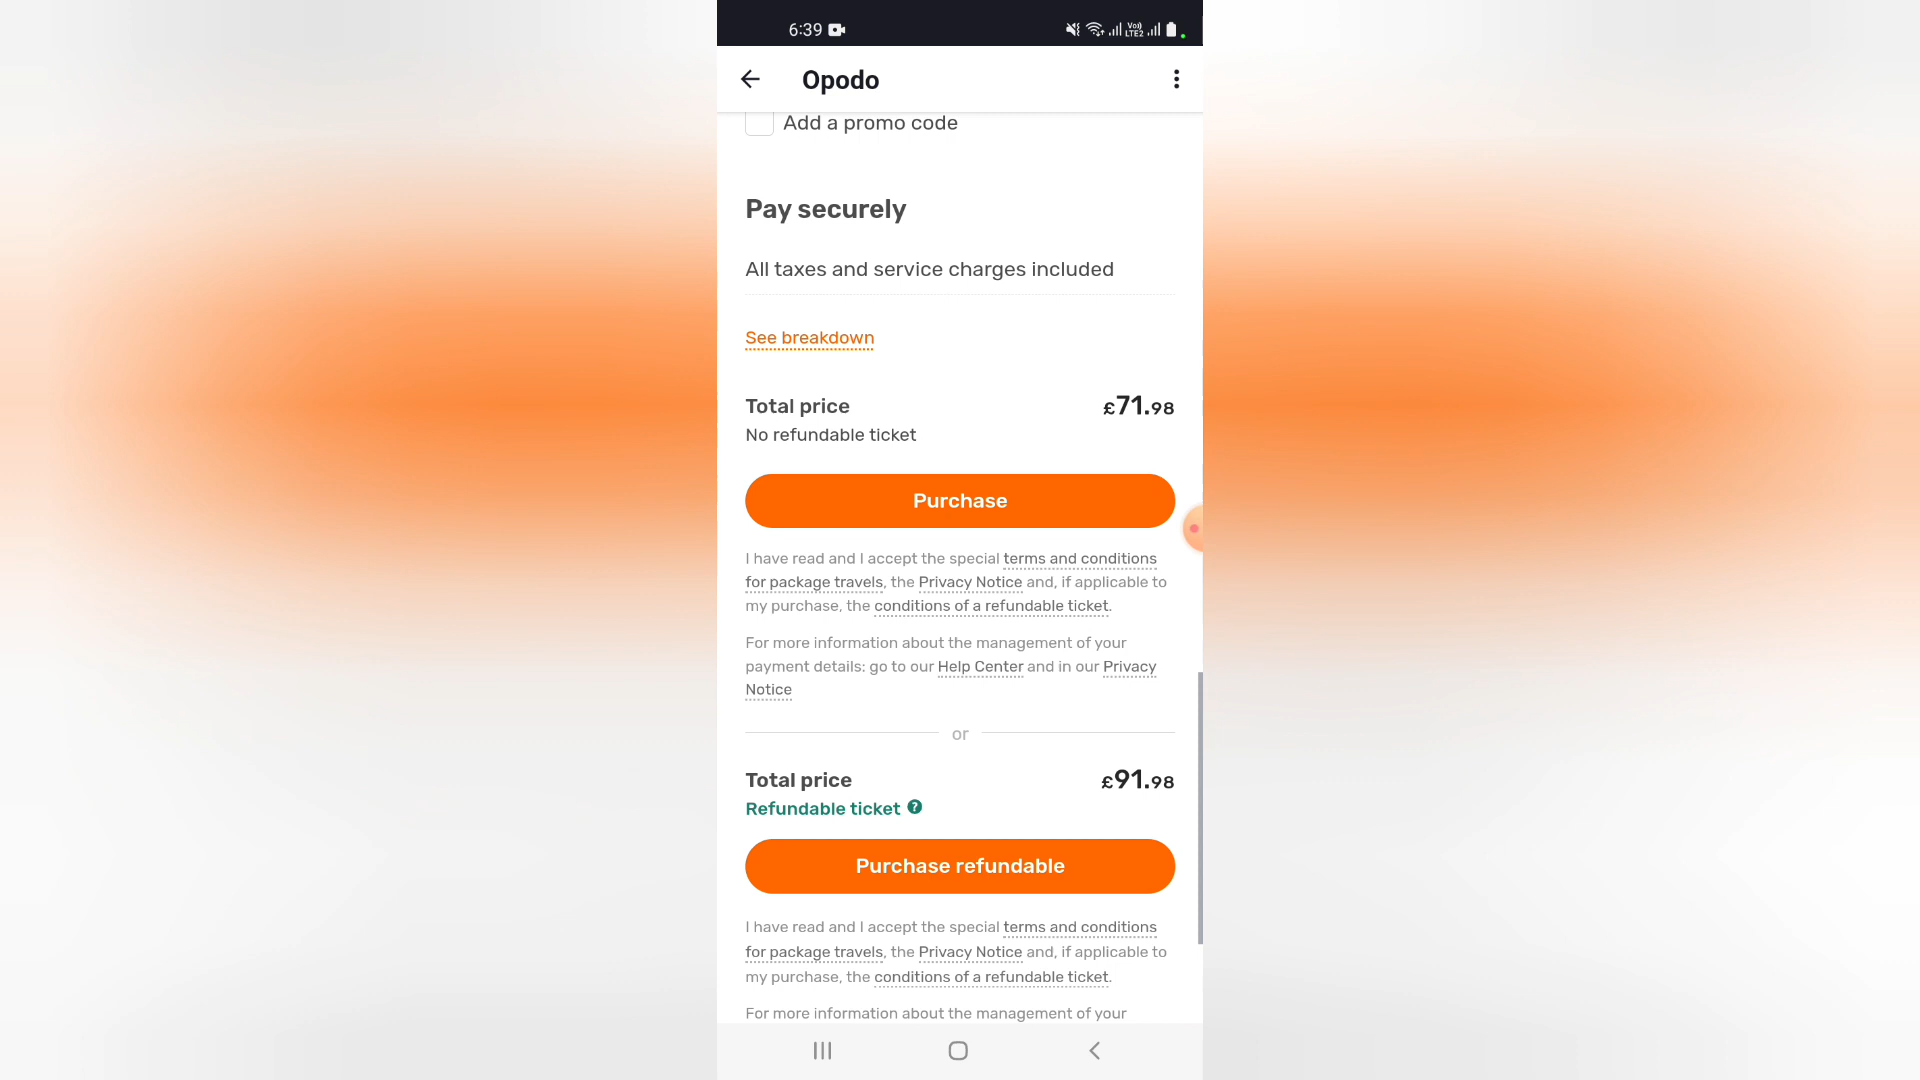 6:39
Vo))
LTE2
Opodo
Add a promo code
Pay securely
All taxes and service charges included
See breakdown
Total price £71.98
No refundable ticket
Purchase
I have read and I accept the special terms and conditions
for package travels, the Privacy Notice and, if applicable to
my purchase, the conditions of a refundable ticket.
For more information about the management of your
payment details: go to our Help Center and in our Privacy
Notice
or
Total price £91.98
Refundable ticket ?
Purchase refundable
I have read and I accept the special terms and conditions
for package travels, the Privacy Notice and, if applicable to
my purchase, the conditions of a refundable ticket.
For more information about the management of your